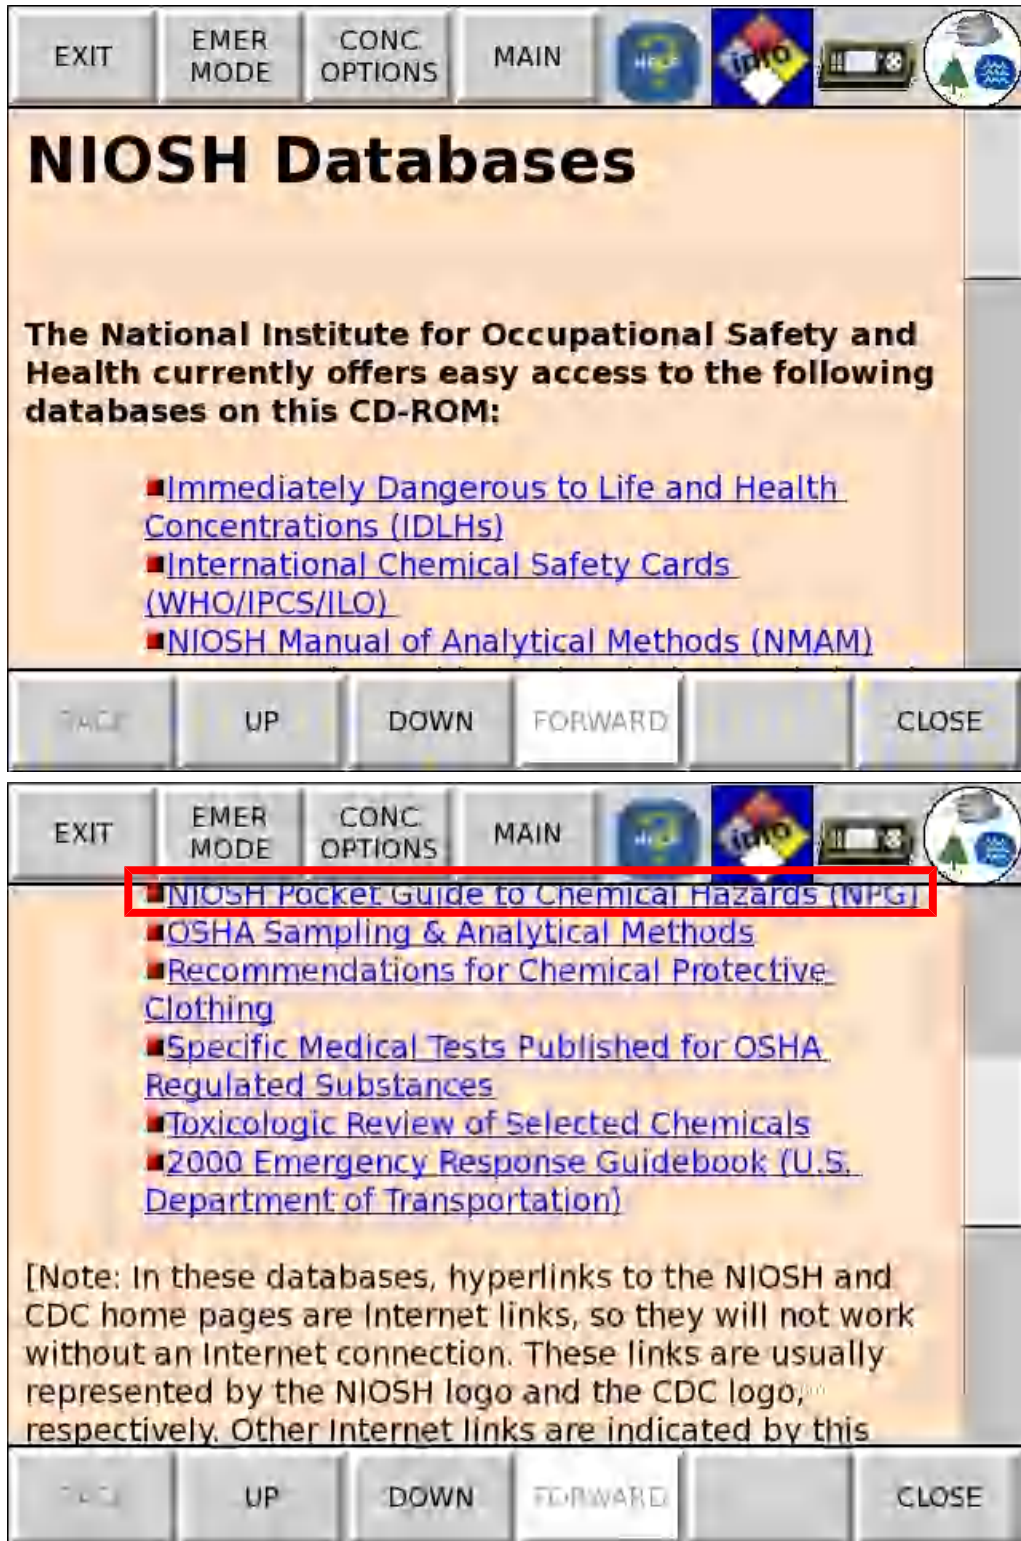 EXIT
EMER
MODE
CONC
OPTIONS
MAIN
HELP
info
NIOSH Databases
The National Institute for Occupational Safety and
Health currently offers easy access to the following
databases on this CD-ROM:
Immediately Dangerous to Life and Health
Concentrations (IDLHs)
International Chemical Safety Cards
(WHO/IPCS/ILO)
NIOSH Manual of Analytical Methods (NMAM)
UP
DOWN
FORWARD
CLOSE
EXIT
EMER
MODE
CONC
OPTIONS
MAIN
HELP
info
NIOSH Pocket Guide to Chemical Hazards (NPG)
OSHA Sampling & Analytical Methods
Recommendations for Chemical Protective
Clothing
Specific Medical Tests Published for OSHA
Regulated Substances
Toxicologic Review of Selected Chemicals
2000 Emergency Response Guidebook (U.S.
Department of Transportation)
[Note: In these databases, hyperlinks to the NIOSH and
CDC home pages are Internet links, so they will not work
without an Internet connection. These links are usually
represented by the NIOSH logo and the CDC logo,
respectively. Other Internet links are indicated by this
UP
DOWN
FORWARD
CLOSE